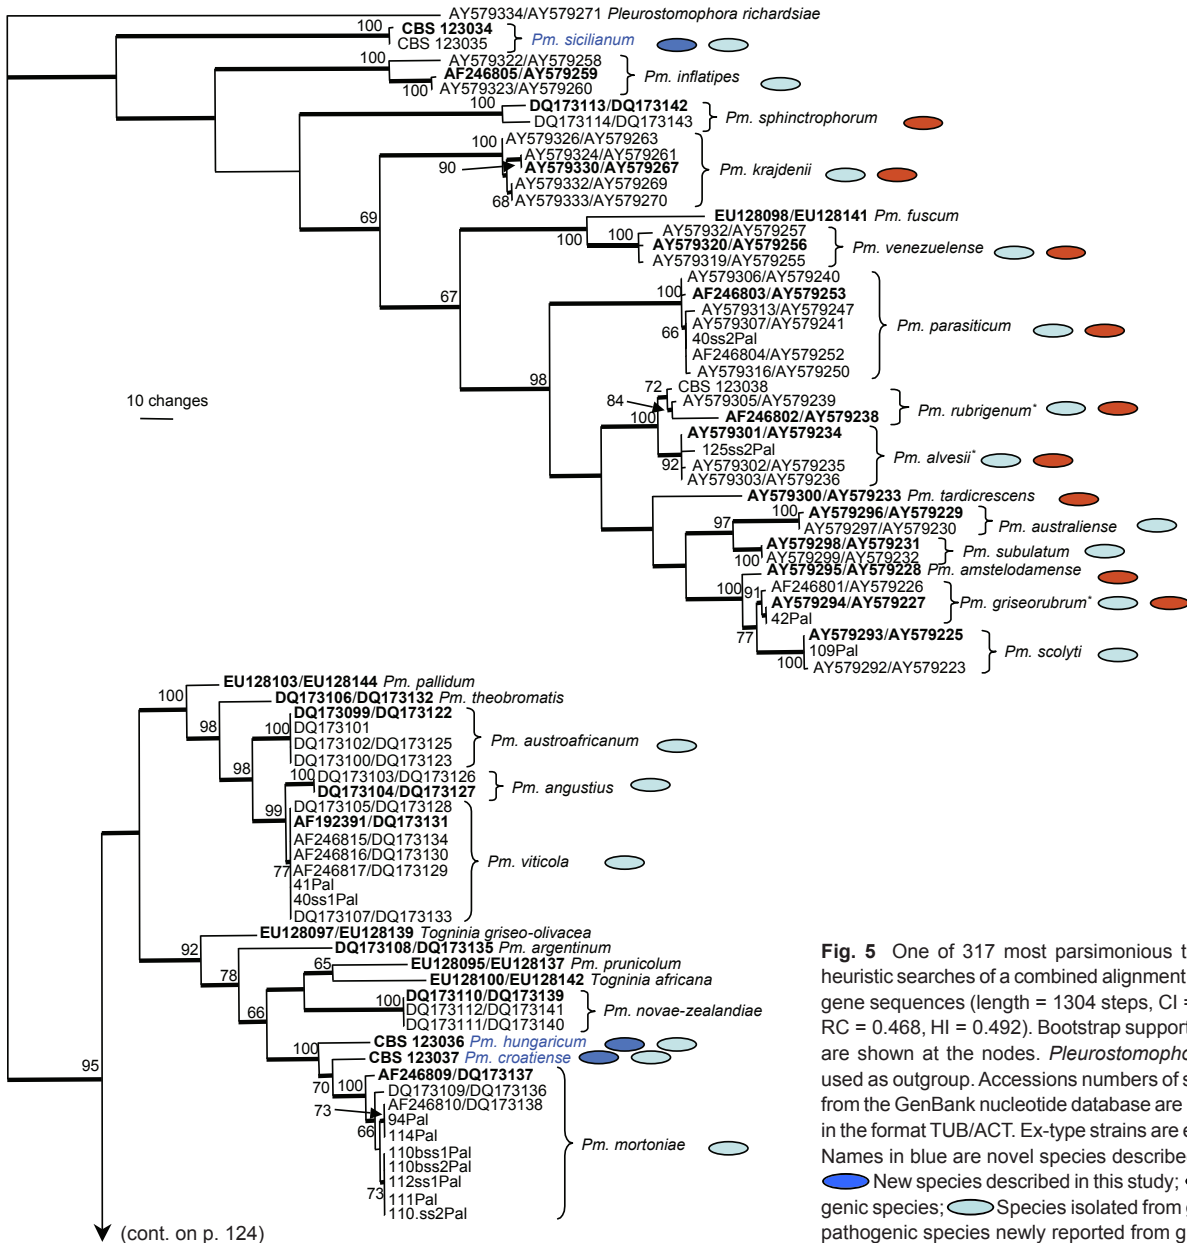 AY579334/AY579271 Pleurostomophora richardsiae
100
CBS 123034
CBS 123035
Pm. sicilianum
100
AY579322/AY579258
AF246805/AY579259
100
AY579323/AY579260
Pm. inflatipes
100
DQ173113/DQ173142
DQ173114/DQ173143
Pm. sphinctrophorum
100
AY579326/AY579263
AY579324/AY579261
90
AY579330/AY579267
AY579332/AY579269
68
AY579333/AY579270
Pm. krajdenii
69
EU128098/EU128141 Pm. fuscum
100
100
AY57932/AY579257
AY579320/AY579256
AY579319/AY579255
Pm. venezuelense
67
AY579306/AY579240
100
AF246803/AY579253
AY579313/AY579247
66
AY579307/AY579241
40ss2Pal
AF246804/AY579252
AY579316/AY579250
Pm. parasiticum
98
72
CBS 123038
84
AY579305/AY579239
100
AF246802/AY579238
Pm. rubrigenum*
AY579301/AY579234
125ss2Pal
92
AY579302/AY579235
AY579303/AY579236
Pm. alvesii*
10 changes
AY579300/AY579233 Pm. tardicrescens
97
100
AY579296/AY579229
AY579297/AY579230
Pm. australiense
AY579298/AY579231
100
AY579299/AY579232
Pm. subulatum
AY579295/AY579228 Pm. amstelodamense
100
91
AF246801/AY579226
AY579294/AY579227
42Pal
Pm. griseorubrum*
77
AY579293/AY579225
109Pal
100
AY579292/AY579223
Pm. scolyti
100
EU128103/EU128144 Pm. pallidum
98
DQ173106/DQ173132 Pm. theobromatis
100
DQ173099/DQ173122
DQ173101
DQ173102/DQ173125
DQ173100/DQ173123
Pm. austroafricanum
98
100
DQ173103/DQ173126
DQ173104/DQ173127
Pm. angustius
99
DQ173105/DQ173128
AF192391/DQ173131
AF246815/DQ173134
AF246816/DQ173130
77
AF246817/DQ173129
41Pal
40ss1Pal
DQ173107/DQ173133
Pm. viticola
92
EU128097/EU128139 Togninia griseo-olivacea
78
DQ173108/DQ173135 Pm. argentinum
65
EU128095/EU128137 Pm. prunicolum
EU128100/EU128142 Togninia africana
66
100
DQ173110/DQ173139
DQ173112/DQ173141
DQ173111/DQ173140
Pm. novae-zealandiae
100
CBS 123036 Pm. hungaricum
CBS 123037 Pm. croatiense
70
100
AF246809/DQ173137
DQ173109/DQ173136
73
AF246810/DQ173138
94Pal
66
114Pal
110bss1Pal
110bss2Pal
112ss1Pal
73
111Pal
110.ss2Pal
Pm. mortoniae
95
(cont. on p. 124)
Fig. 5 One of 317 most parsimonious t
heuristic searches of a combined alignment
gene sequences (length = 1304 steps, CI =
RC = 0.468, HI = 0.492). Bootstrap support
are shown at the nodes. Pleurostomopho
used as outgroup. Accessions numbers of s
from the GenBank nucleotide database are
in the format TUB/ACT. Ex-type strains are e
Names in blue are novel species described
New species described in this study;
genic species; Species isolated from g
pathogenic species newly reported from g